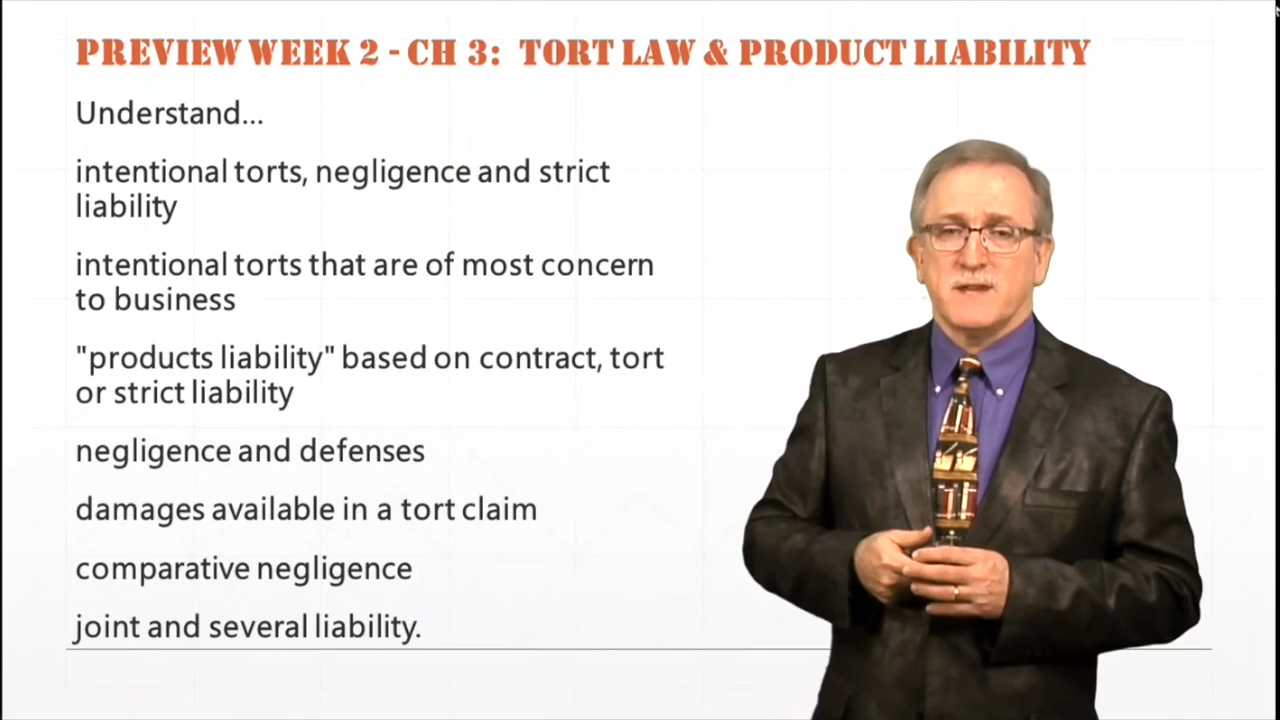 PREVIEW WEEK 2 - CH 3: TORT LAW & PRODUCT LIABILITY
Understand...
intentional torts, negligence and strict
liability
intentional torts that are of most concern
to business
"products liability" based on contract, tort
or strict liability
negligence and defenses
damages available in a tort claim
comparative negligence
joint and several liability.